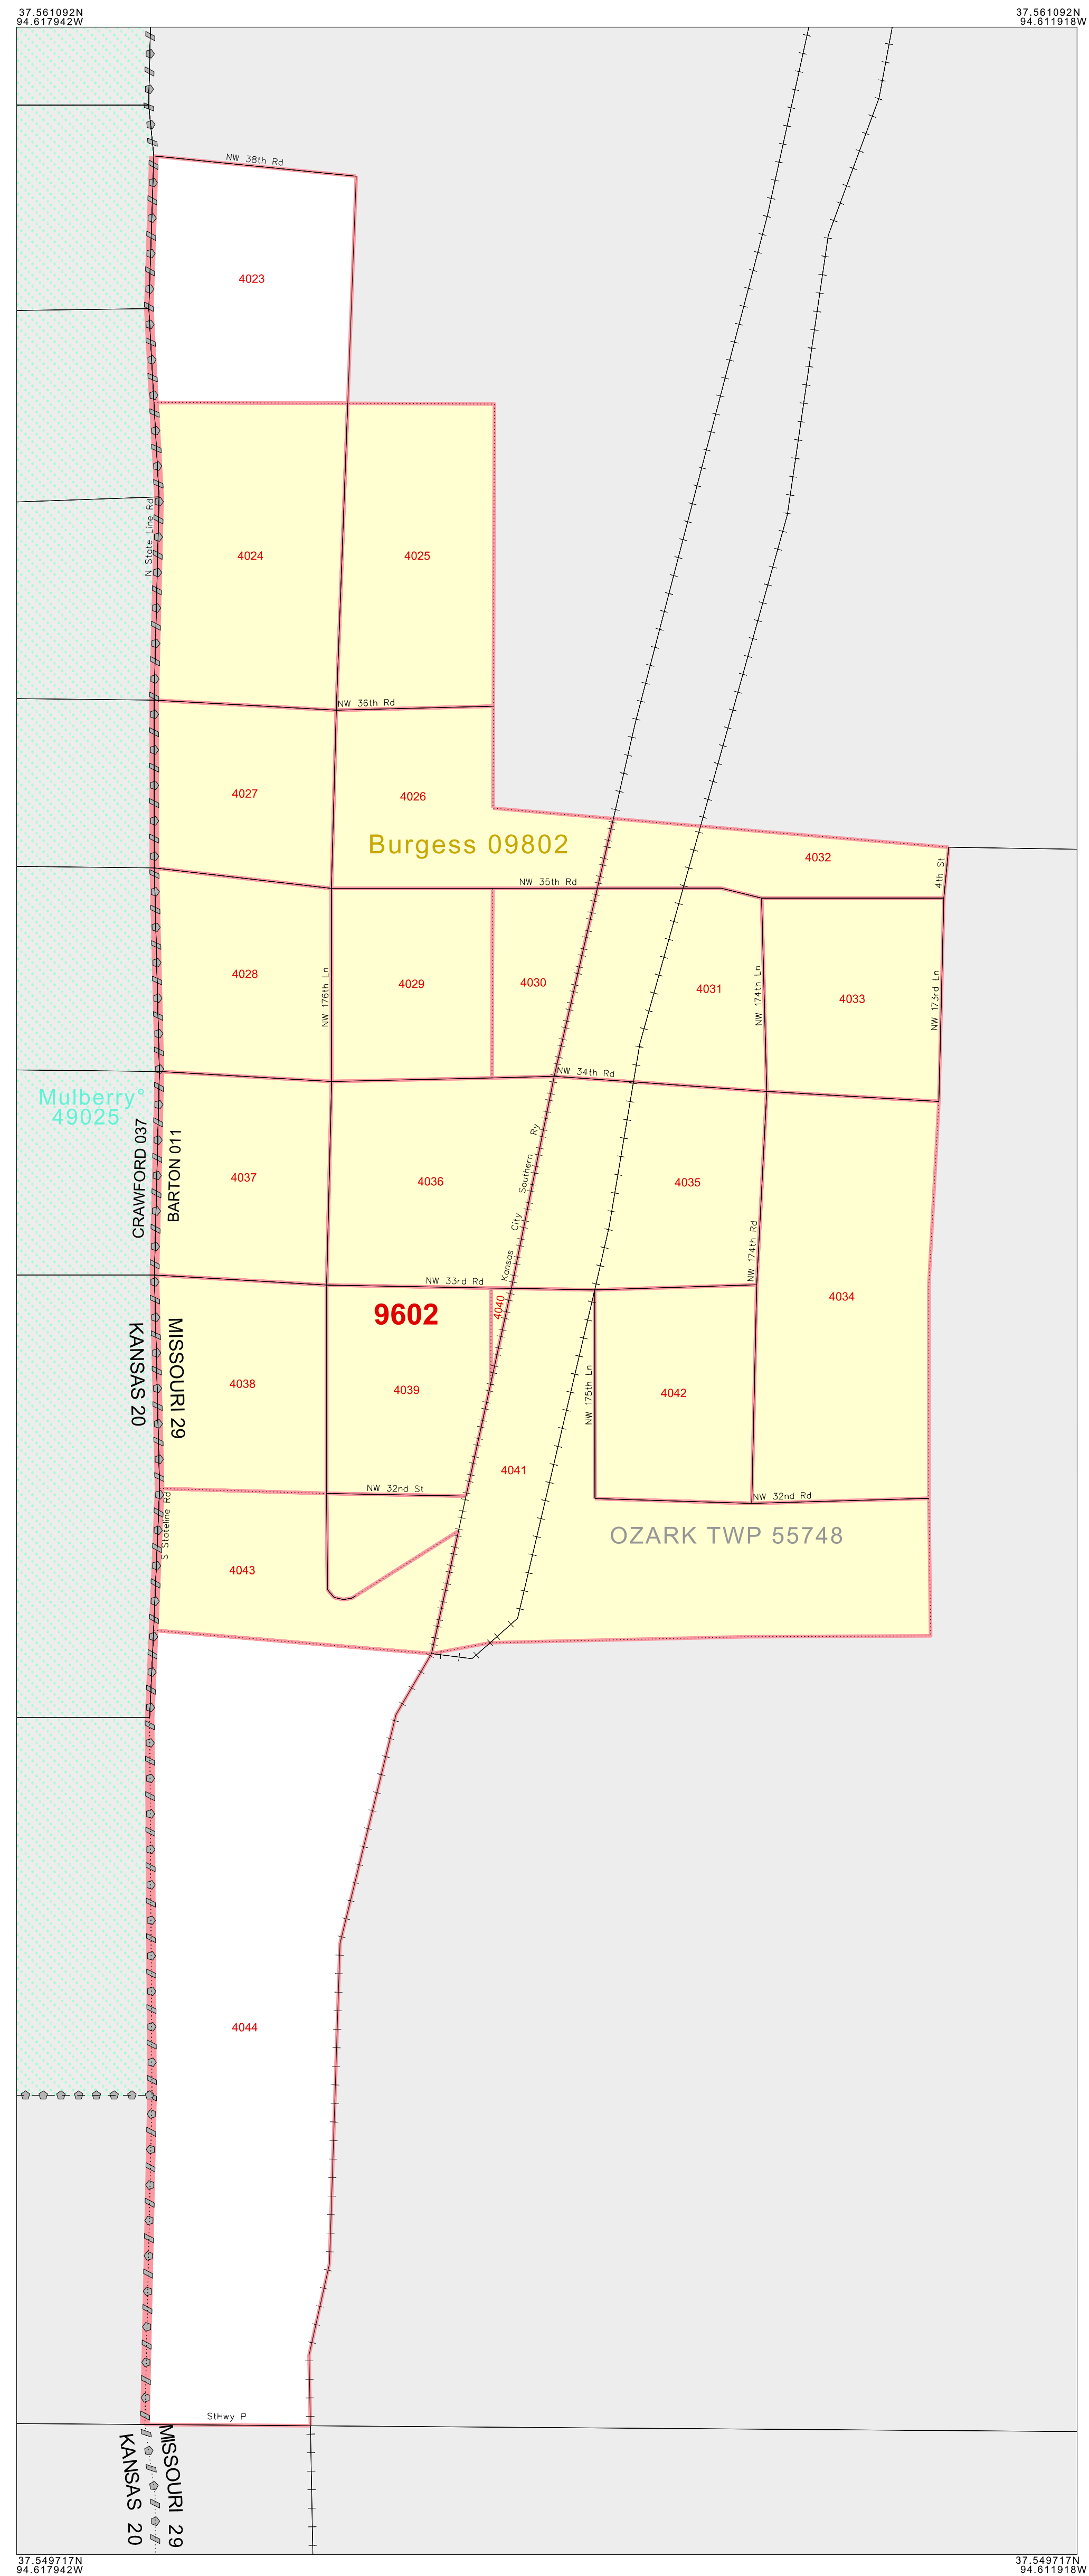 37.561092N
94.617942W
37.561092N
94.611918W
NW 38th Rd
4023
N State Line Rd
4024
4025
NW 36th Rd
4027
4026
Burgess 09802
4032
4th St
NW 35th Rd
4028
NW 176th Ln
4029
4030
4031
NW 174th Ln
4033
NW 173rd Ln
NW 34th Rd
Mulberry°
49025
CRAWFORD 037
BARTON 011
4037
4036
Kansas City Southern Ry
4035
NW 174th Rd
NW 33rd Rd
4034
9602
4040
KANSAS 20
MISSOURI 29
4038
4039
NW 175th Ln
4042
4041
NW 32nd St
NW 32nd Rd
S Stateline Rd
OZARK TWP 55748
4043
4044
StHwy P
KANSAS 20
MISSOURI 29
37.549717N
94.617942W
37.549717N
94.611918W